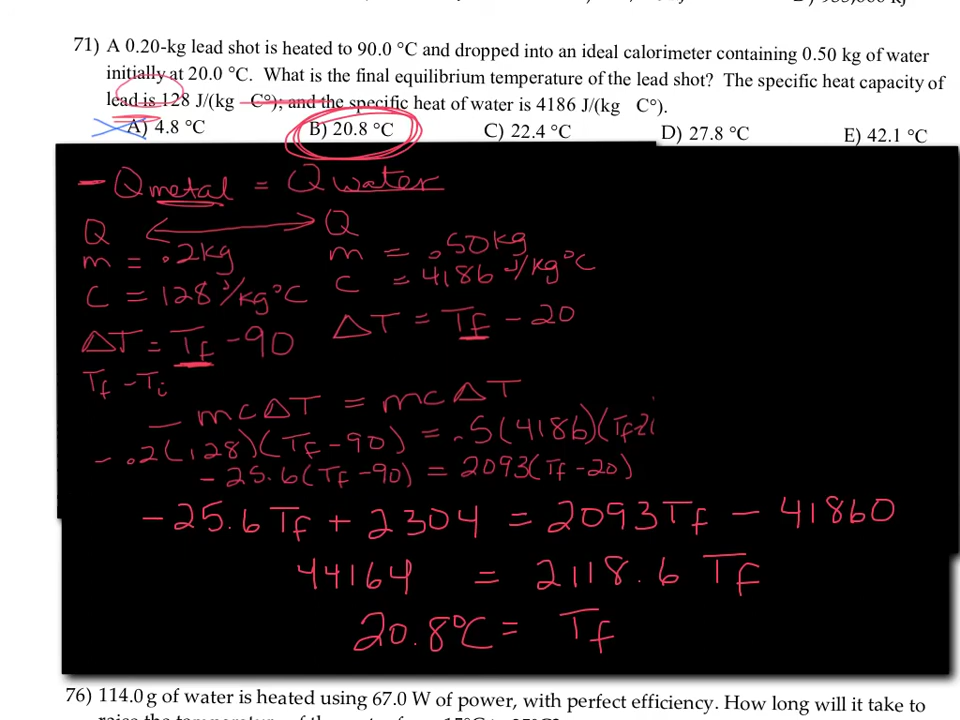 71) A 0.20-kg lead shot is heated to 90.0 °C and dropped into an ideal calorimeter containing 0.50 kg of water
initially at 20.0 °C. What is the final equilibrium temperature of the lead shot? The specific heat capacity of
lead is 128 J/(kg C°); and the specific heat of water is 4186 J/(kg C°).
A) 4.8 °C B) 20.8 °C C) 22.4 °C D) 27.8 °C E) 42.1 °C
- Qmetal = Qwater
Q Q
m = .2kg m = .50kg
C = 128 J/kg°C C = 4186 J/kg°C
ΔT = Tf - 90 ΔT = Tf - 20
Tf - Ti
- mcΔT = mcΔT
- .2(128)(Tf - 90) = .5(4186)(Tf-2
- 25.6(Tf - 90) = 2093(Tf - 20)
- 25.6 Tf + 2304 = 2093Tf - 41860
44164 = 2118.6 Tf
20.8°C = Tf
76) 114.0 g of water is heated using 67.0 W of power, with perfect efficiency. How long will it take to